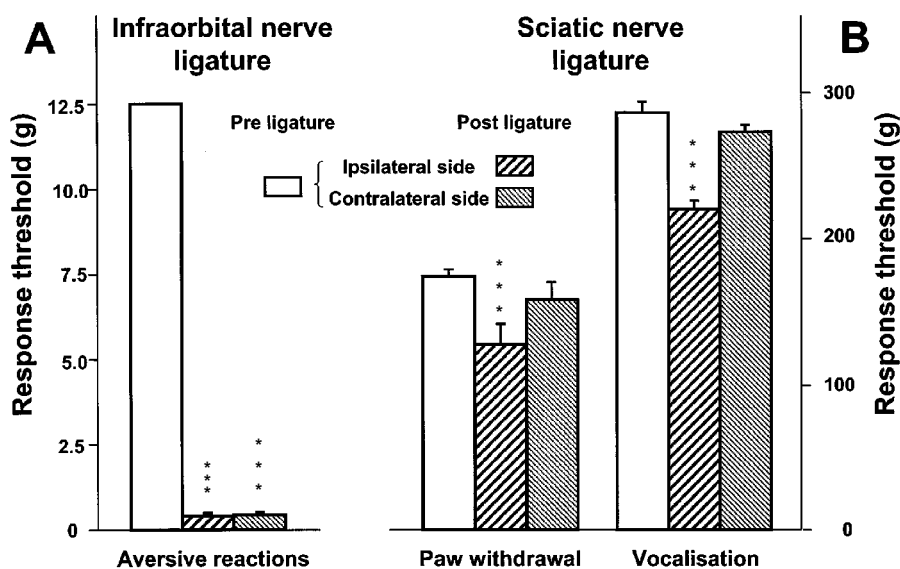 A
Infraorbital nerve
ligature
Sciatic nerve
ligature
B
Response threshold (g)
12.5
10.0
7.5
5.0
2.5
0
Pre ligature
Post ligature
Ipsilateral side
Contralateral side
* * *
* * *
* * *
* * *
Aversive reactions
Paw withdrawal
Vocalisation
300
200
100
0
Response threshold (g)